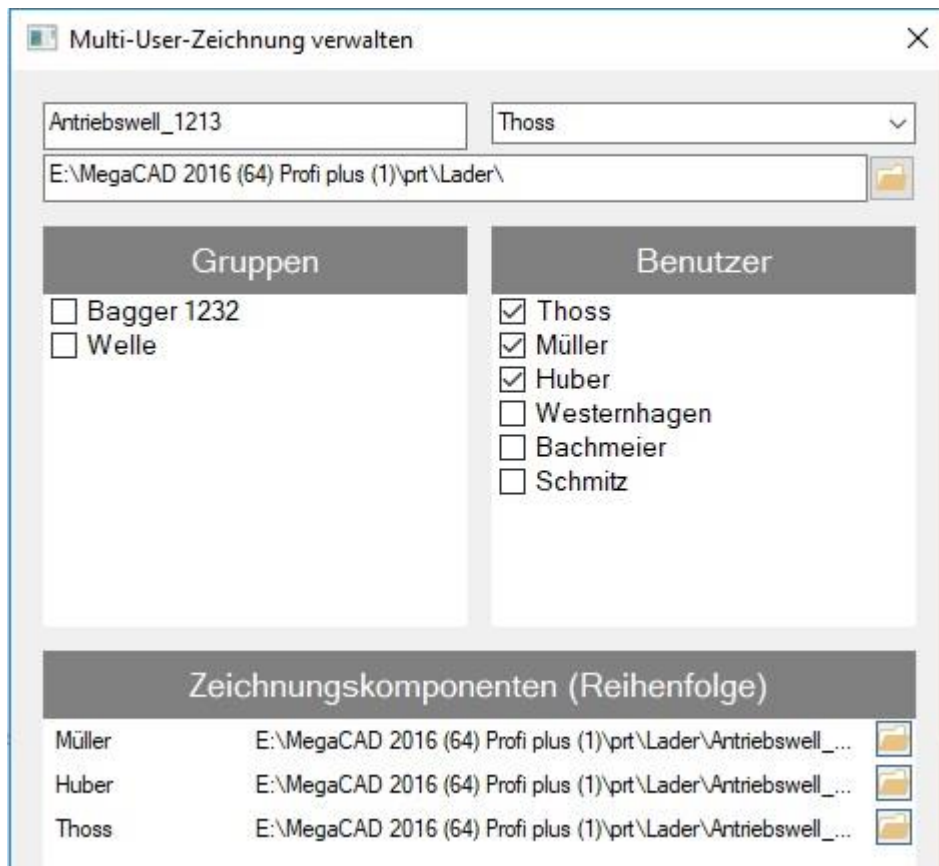 Multi-User-Zeichnung verwalten
Antriebswell_1213
Thoss
E:\MegaCAD 2016 (64) Profi plus (1)\prt\Lader\
Gruppen
Bagger 1232
Welle
Benutzer
Thoss
Müller
Huber
Westernhagen
Bachmeier
Schmitz
Zeichnungskomponenten (Reihenfolge)
Müller E:\MegaCAD 2016 (64) Profi plus (1)\prt\Lader\Antriebswell_...
Huber E:\MegaCAD 2016 (64) Profi plus (1)\prt\Lader\Antriebswell_...
Thoss E:\MegaCAD 2016 (64) Profi plus (1)\prt\Lader\Antriebswell_...